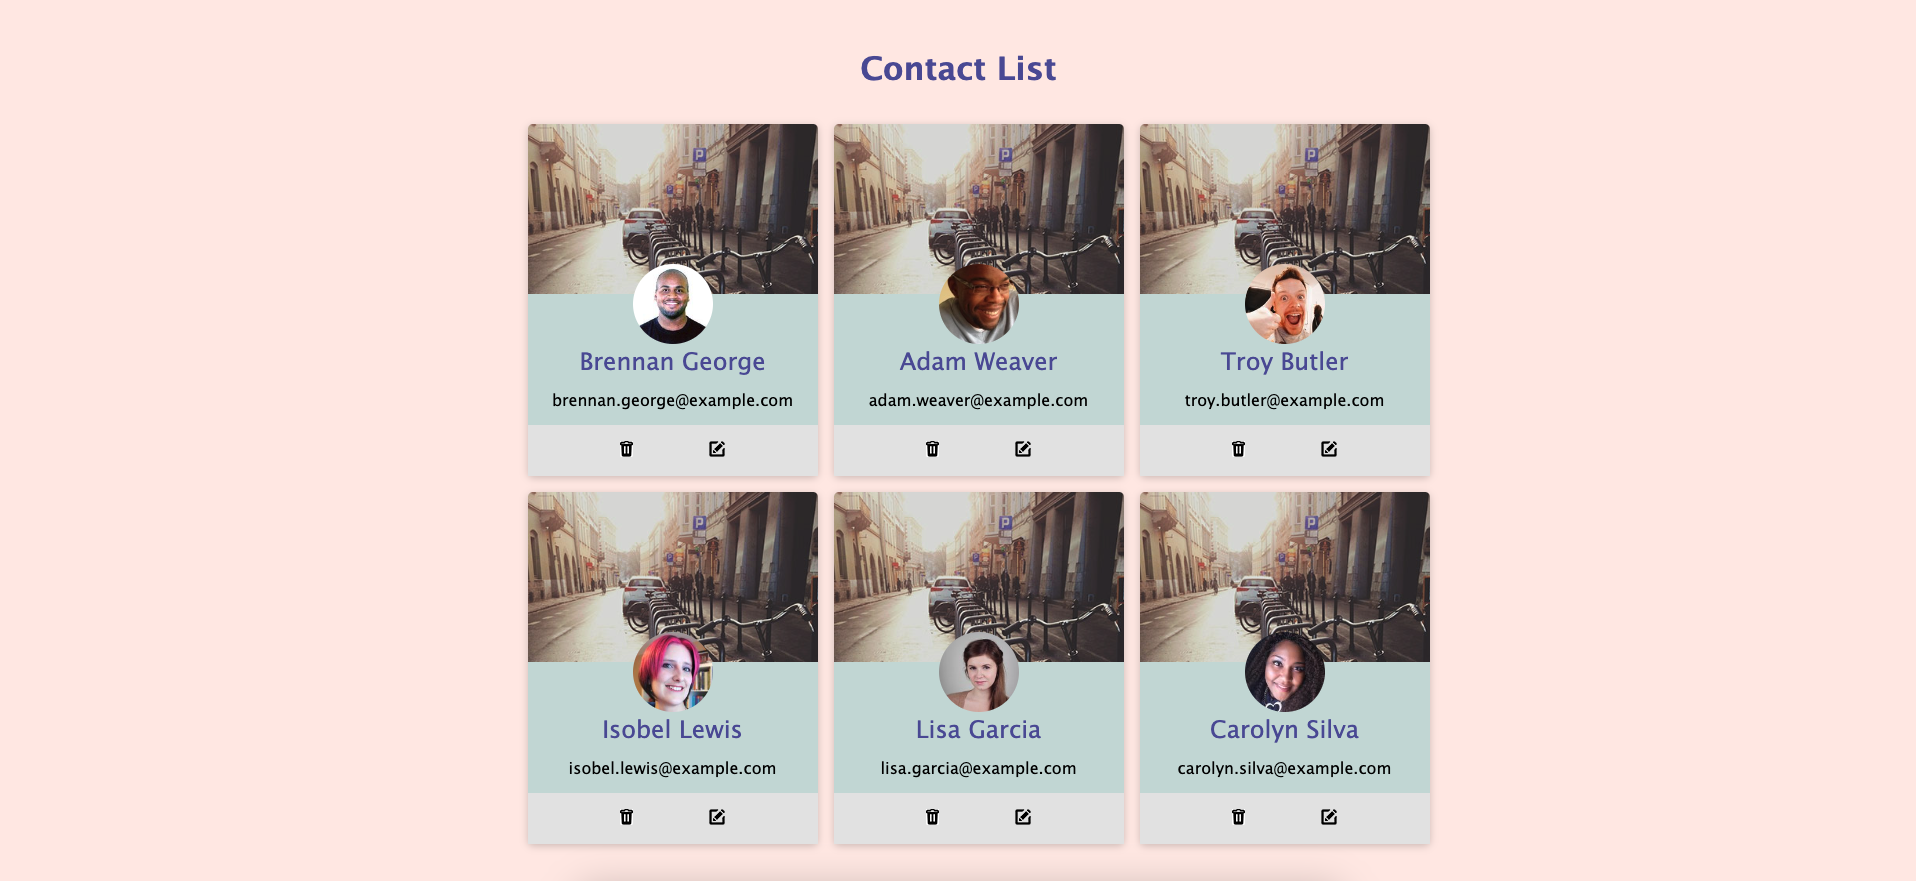 Contact List
P
P
P
Brennan George
Adam Weaver
Troy Butler
brennan.george@example.com
adam.weaver@example.com
troy.butler@example.com
P
P
P
Isobel Lewis
Lisa Garcia
Carolyn Silva
isobel.lewis@example.com
lisa.garcia@example.com
carolyn.silva@example.com